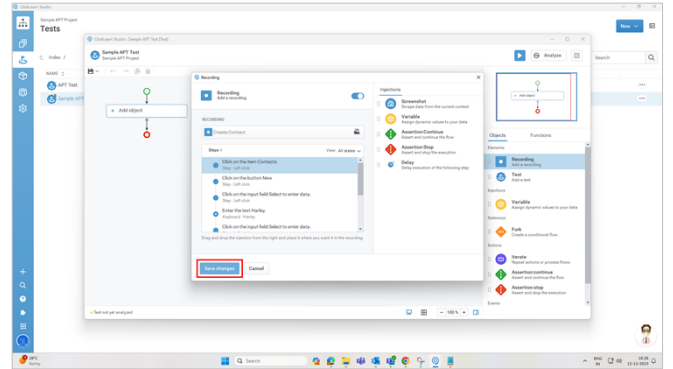 ClickLearn Studio
Sample APT Project
Tests
New
Index /
Search
NAME
APT Test
Sample APT
ClickLearn Studio: Sample APT Test [Test]
Sample APT Test
Sample APT Project
Analyze
Add object
Recording
Recording
Add a recording
RECORDING
Create Contact
Steps
View: All states
Click on the item Contacts
Step · Left click
Click on the button New
Step · Left click
Click on the input field Select to enter data.
Step · Left click
Enter the text Harley.
Keyboard · Harley
Click on the input field Select to enter data.
Drag and drop the injection from the right and place it where you want it in the recording
Save changes
Cancel
Injections
Screenshot
Scrape data from the current context
Variable
Assign dynamic values to your data
Assertion:Continue
Assert and continue the flow
Assertion:Stop
Assert and stop the execution
Delay
Delay execution of the following step
Add object
Objects
Functions
Elements
Recording
Add a recording
Test
Add a test
Injections
Variable
Assign dynamic values to your data
Gateways
Fork
Create a conditional flow
Actions
Iterate
Repeat actions or process flows
Assertion:continue
Assert and continue the flow
Assertion:stop
Assert and stop the execution
Events
Test not yet analyzed
100 %
Sunny
Search
ENG
IN